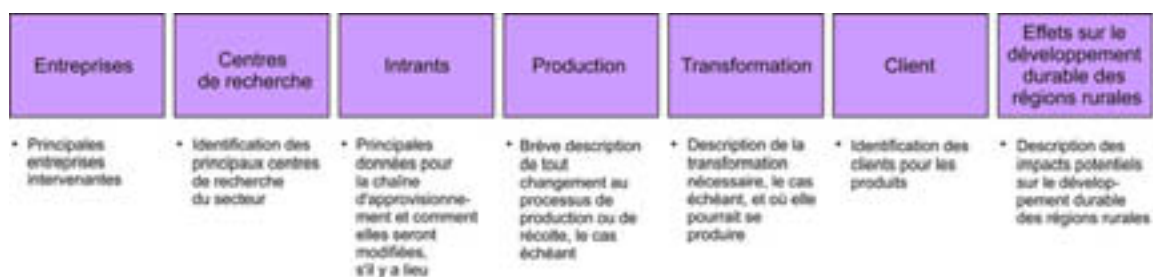 Entreprises
Centres
de recherche
Intrants
Production
Transformation
Client
Effets sur le
développement
durable des
régions rurales
• Principales
entreprises
intervenantes
• Identification des
principaux centres
de recherche
du secteur
• Principales
données pour
la chaîne
d'approvisionne-
ment et comment
elles seront
modifiées,
s'il y a lieu
• Brève description
de tout
changement au
processus de
production ou de
récolte, le cas
échéant
• Description de la
transformation
nécessaire, le cas
échéant, et où elle
pourrait se
produire
• Identification des
clients pour les
produits
• Description des
impacts potentiels
sur le dévelop-
pement durable
des régions rurales